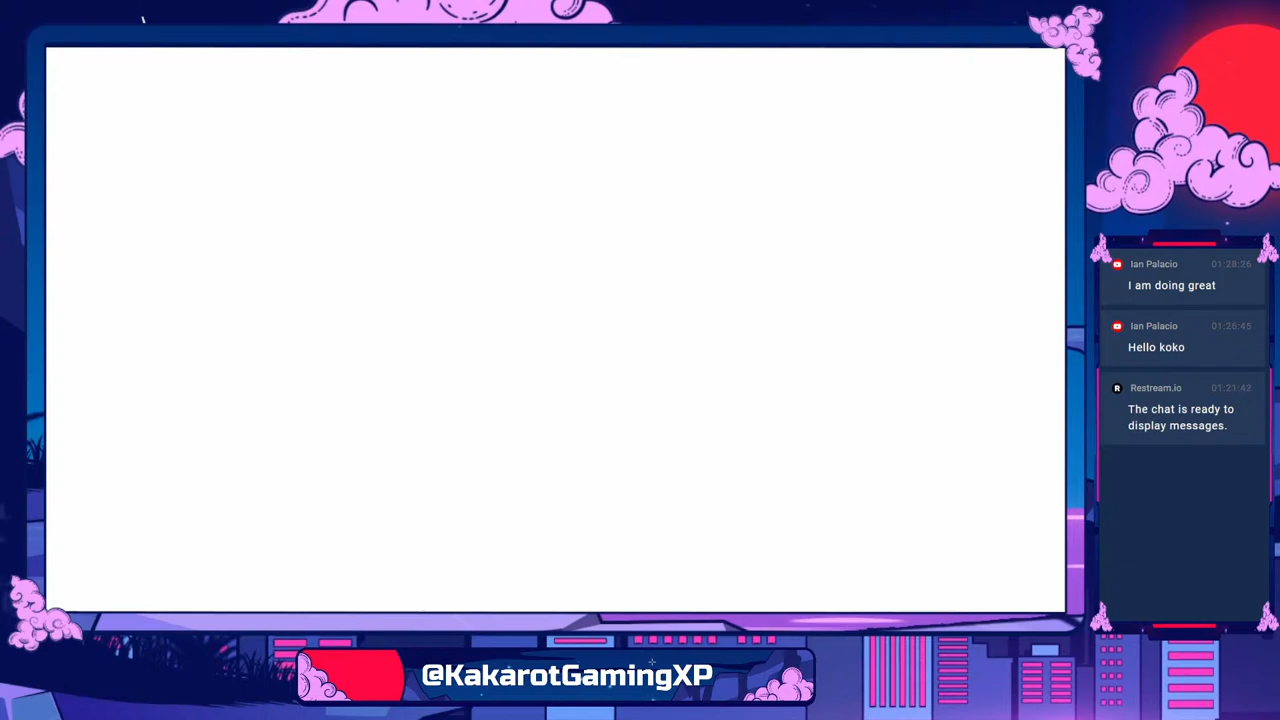 Ian Palacio 01:28:26
I am doing great
Ian Palacio 01:26:45
Hello koko
R Restream.io 01:21:42
The chat is ready to
display messages.
@KakarotGamingXP